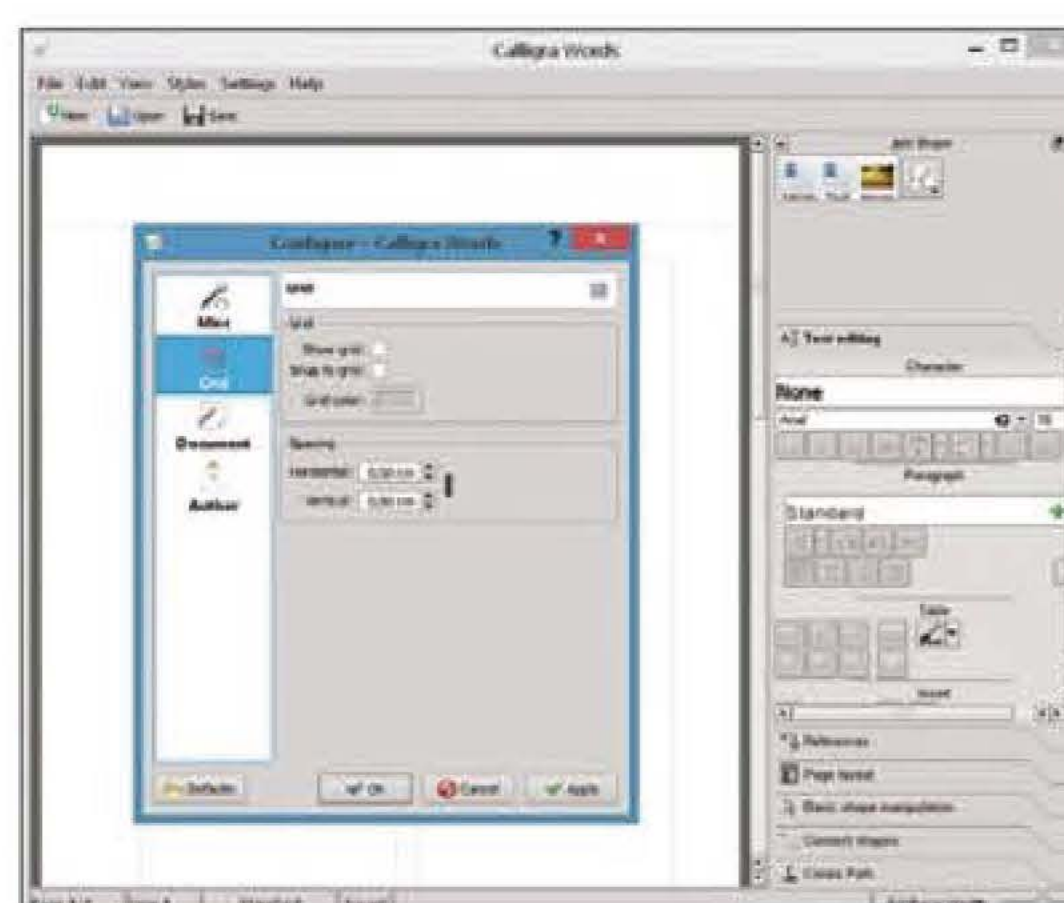 Calligra Words
File Edit View Styles Settings Help
New Open Save
Add Shape
Configure - Calligra Words ?
Misc
Grid
Document
Author
Grid
Grid
Show grid:
Snap to grid:
Grid color:
Spacing
Horizontal:
Vertical:
Defaults OK Cancel Apply
Text editing
Character
None
Arial
Paragraph
Standard
Table
Insert
References
Page layout
Basic shape manipulation
Connect shapes
Create Path